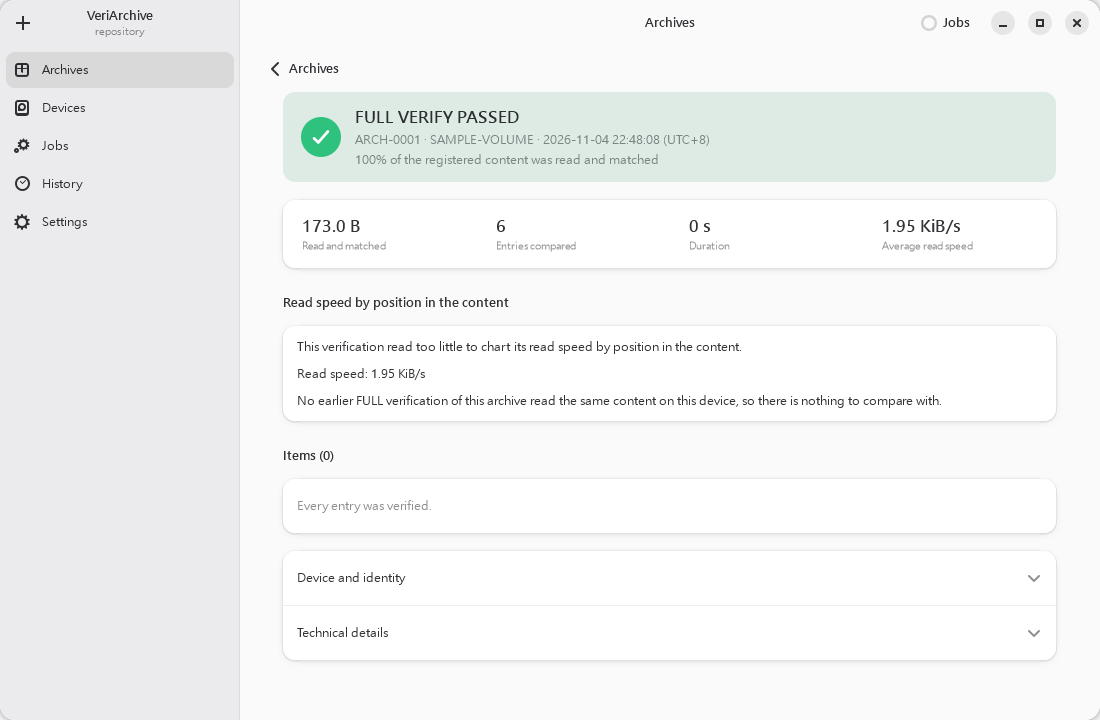 VeriArchive
repository
Archives
Devices
Jobs
History
Settings
Archives
Jobs
Archives
FULL VERIFY PASSED
ARCH-0001 · SAMPLE-VOLUME · 2026-11-04 22:48:08 (UTC+8)
100% of the registered content was read and matched
173.0 B
Read and matched
6
Entries compared
0 s
Duration
1.95 KiB/s
Average read speed
Read speed by position in the content
This verification read too little to chart its read speed by position in the content.
Read speed: 1.95 KiB/s
No earlier FULL verification of this archive read the same content on this device, so there is nothing to compare with.
Items (0)
Every entry was verified.
Device and identity
Technical details